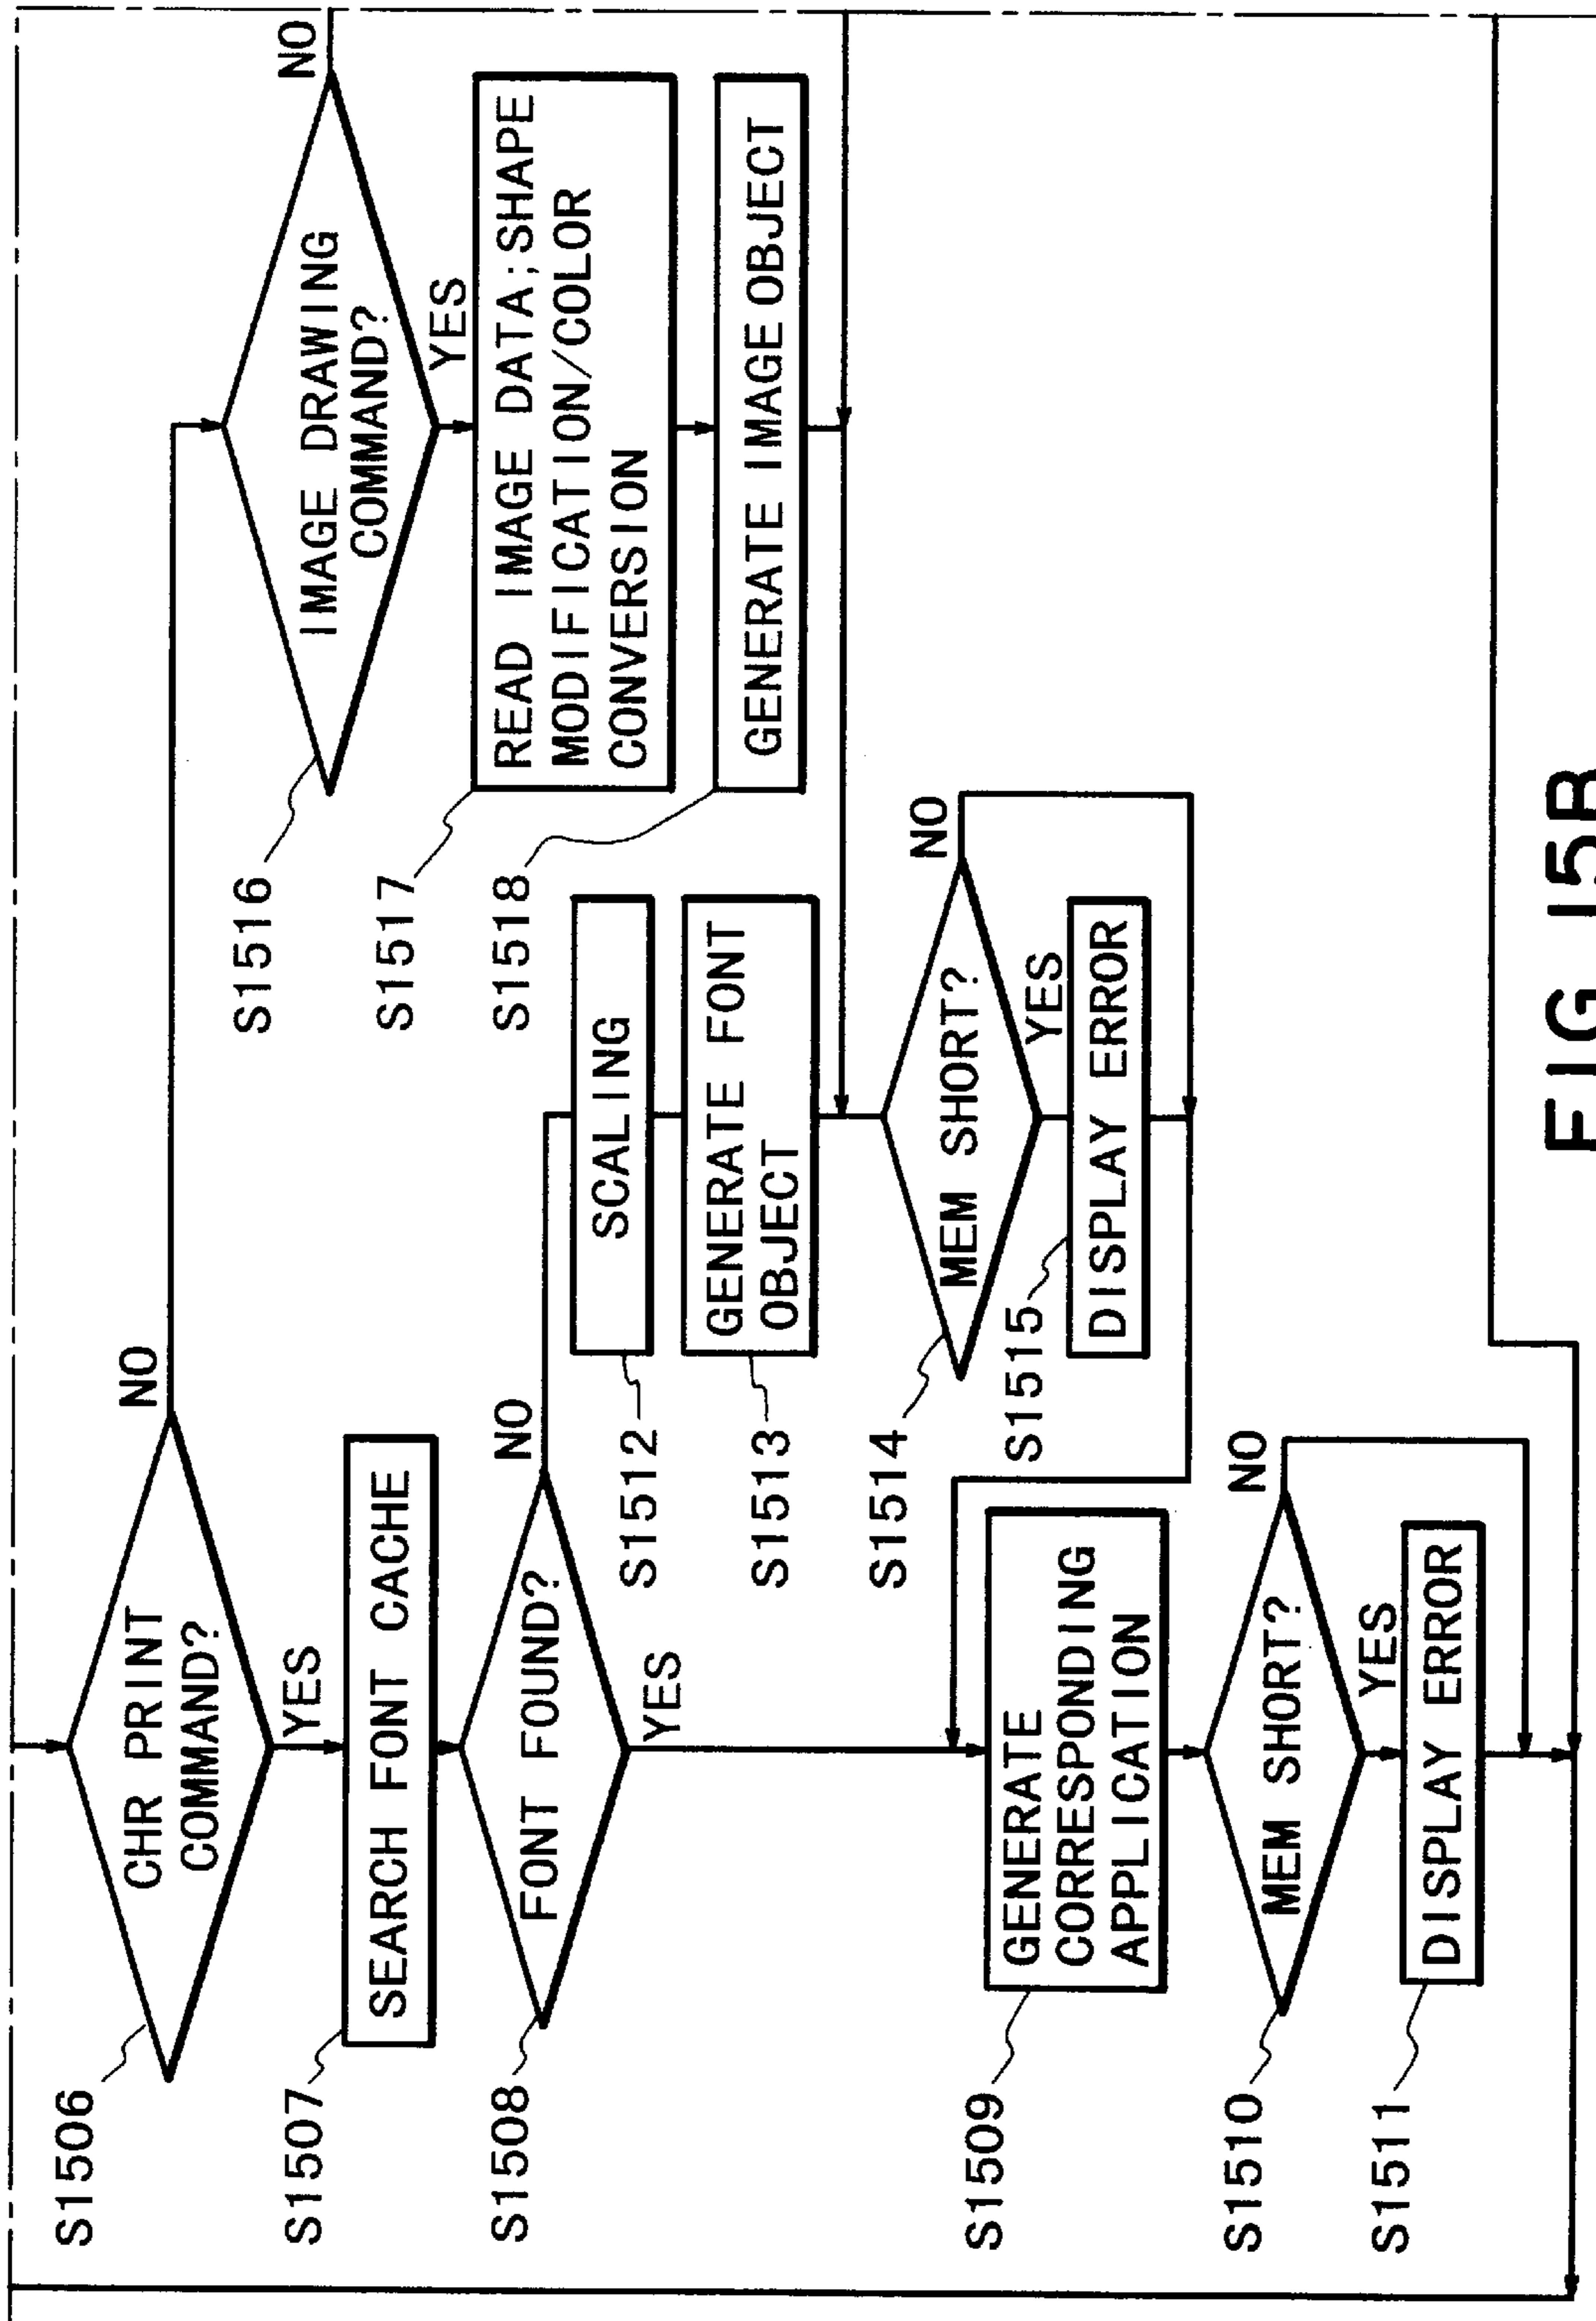 S1506
CHR PRINT
COMMAND?
NO
YES
S1507
SEARCH FONT CACHE
S1508
FONT FOUND?
NO
YES
S1509
GENERATE
CORRESPONDING
APPLICATION
S1510
MEM SHORT?
NO
YES
S1511
DISPLAY ERROR
S1512
SCALING
S1513
GENERATE FONT
OBJECT
S1514
MEM SHORT?
NO
YES
S1515
DISPLAY ERROR
S1516
IMAGE DRAWING
COMMAND?
NO
YES
S1517
READ IMAGE DATA;SHAPE
MODIFICATION/COLOR
CONVERSION
S1518
GENERATE IMAGE OBJECT
FIG.15B